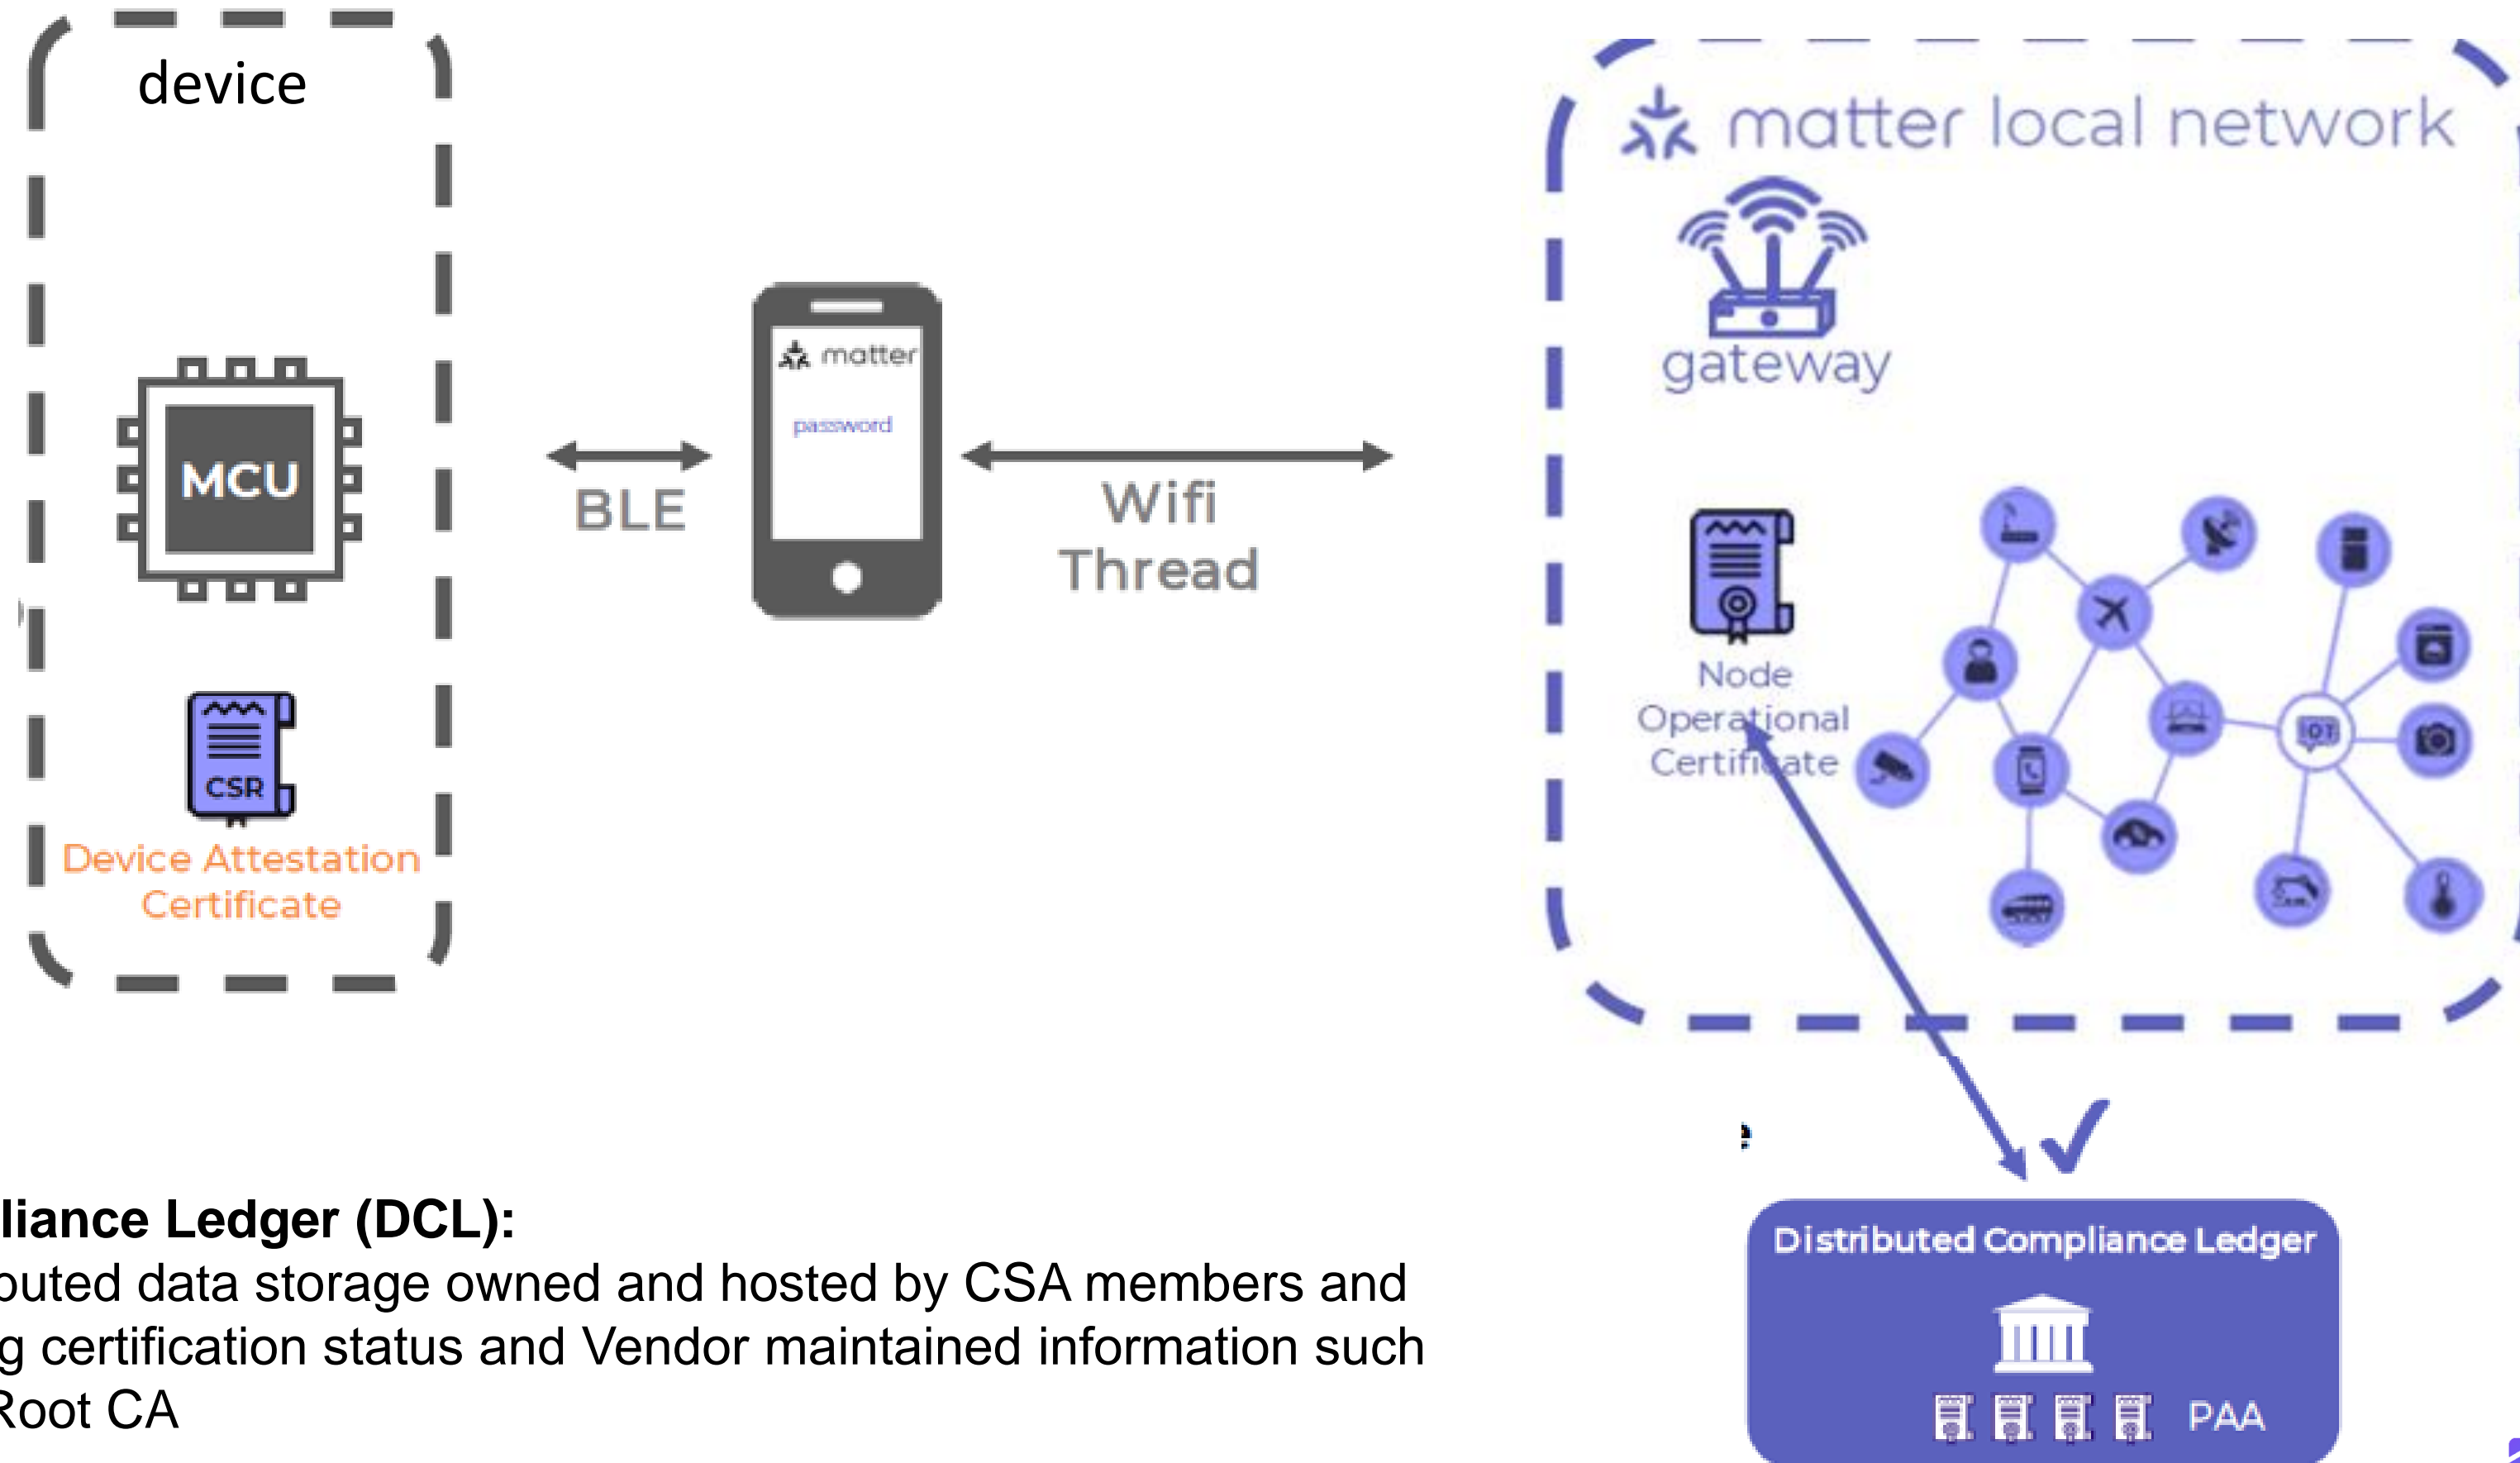 device
MCU
CSR
Device Attestation
Certificate
BLE
matter
password
Wifi
Thread
matter local network
gateway
Node
Operational
Certificate
IOT
liance Ledger (DCL):
buted data storage owned and hosted by CSA members and
g certification status and Vendor maintained information such
Root CA
e
Distributed Compliance Ledger
PAA